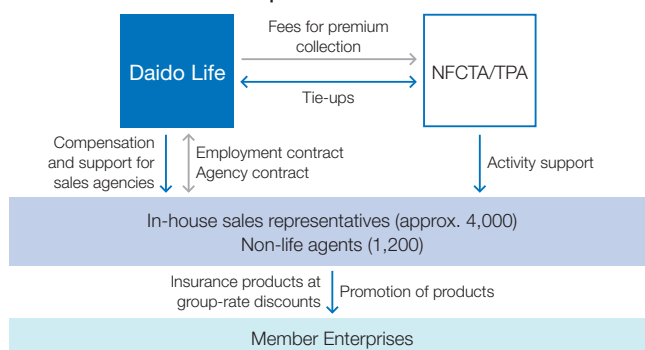 Fees for premium
collection
Daido Life
NFCTA/TPA
Tie-ups
Compensation
and support for
sales agencies
Employment contract
Agency contract
Activity support
In-house sales representatives (approx. 4,000)
Non-life agents (1,200)
Insurance products at
group-rate discounts
Promotion of products
Member Enterprises